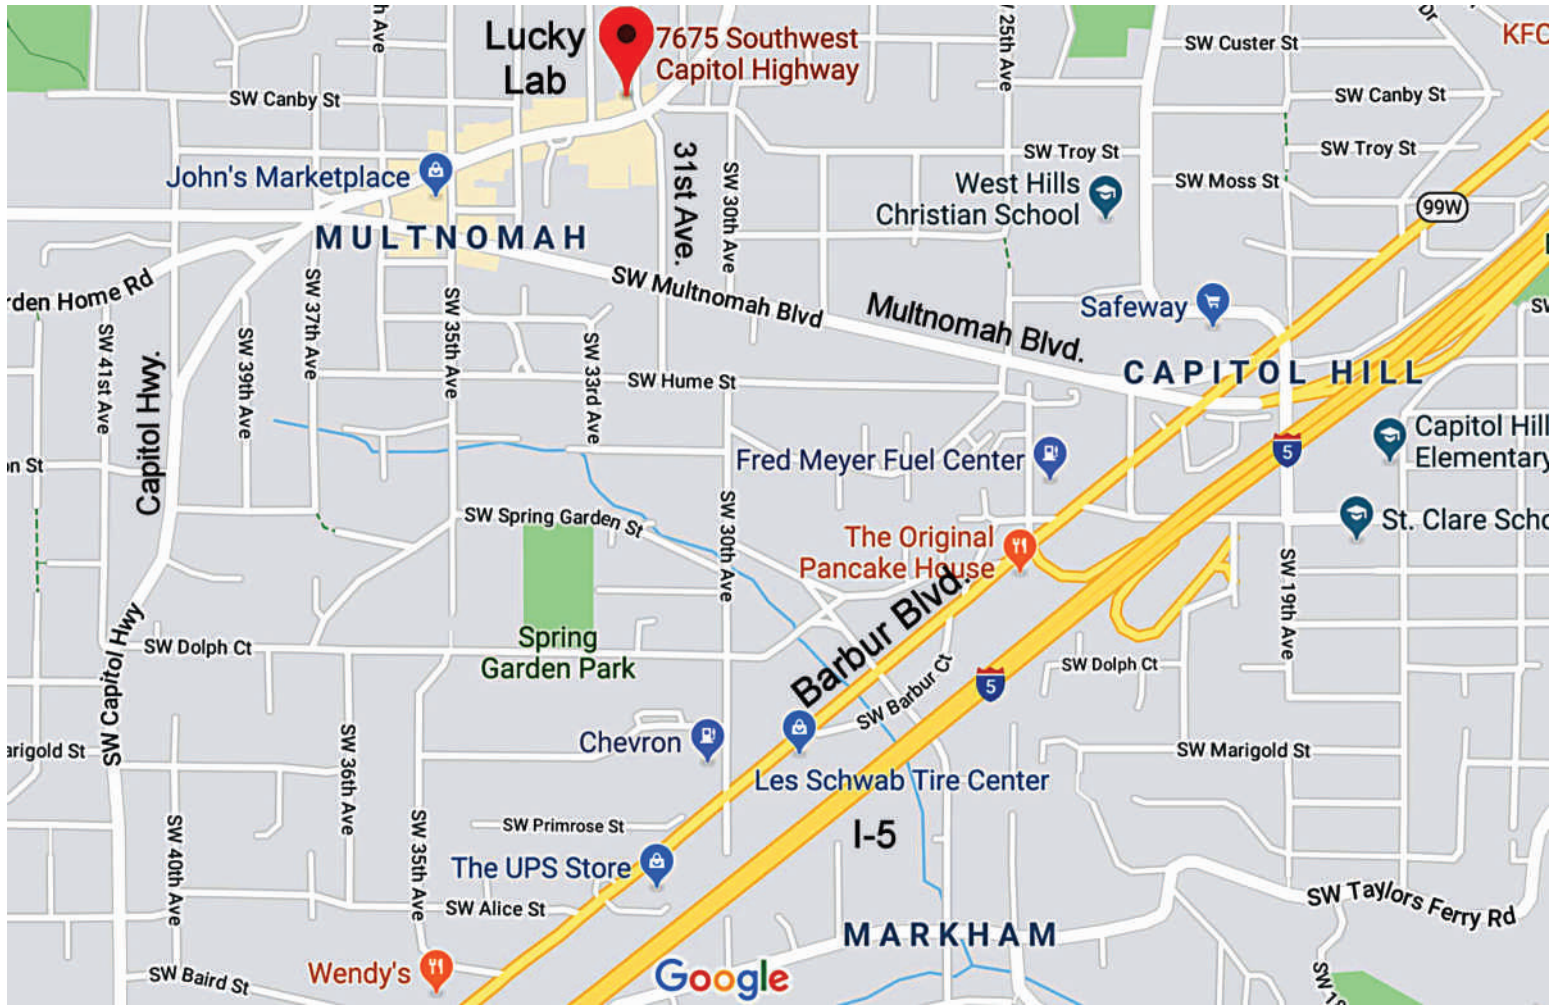 h Ave
Lucky
Lab
7675 Southwest
Capitol Highway
25th Ave
Dr
KFC
SW Custer St
SW Canby St
SW Canby St
SW Troy St
SW Troy St
SW Moss St
John's Marketplace
31st Ave.
SW 30th Ave
West Hills
Christian School
99W
MULTNOMAH
rden Home Rd
SW Multnomah Blvd
Multnomah Blvd.
Safeway
SW
SW 41st Ave
Capitol Hwy.
SW 39th Ave
SW 37th Ave
SW 35th Ave
SW 33rd Ave
SW Hume St
CAPITOL HILL
Capitol Hill
Elementary
5
on St
Fred Meyer Fuel Center
SW Spring Garden St
SW 30th Ave
The Original
Pancake House
St. Clare Scho
SW 19th Ave
SW Capitol Hwy
SW Dolph Ct
Spring
Garden Park
Barbur Blvd.
SW Barbur Ct
5
SW Dolph Ct
arigold St
SW 36th Ave
Chevron
Les Schwab Tire Center
SW Marigold St
SW 40th Ave
SW 35th Ave
SW Primrose St
I-5
The UPS Store
SW Alice St
SW Taylors Ferry Rd
MARKHAM
SW Baird St
Wendy's
Google
SW 19